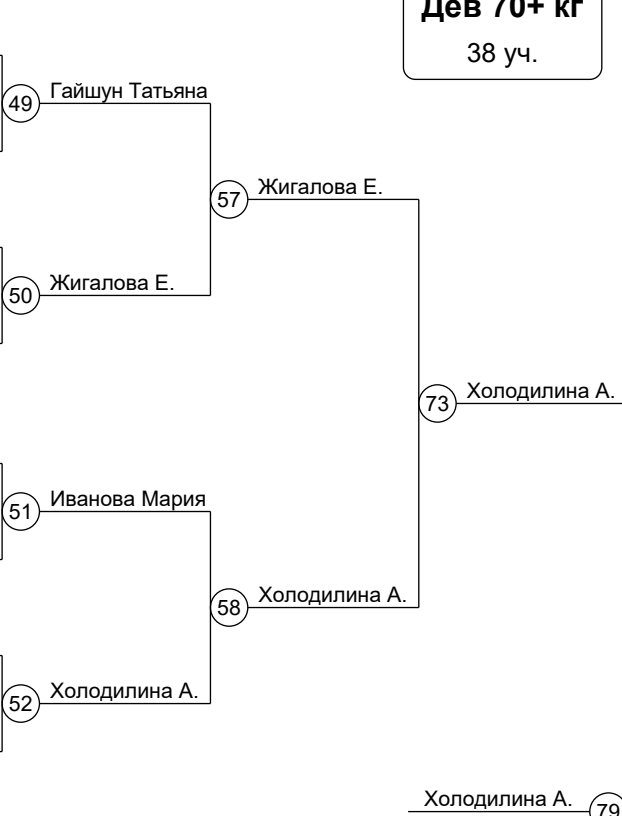 Дев 70+ кг
38 уч.
49 Гайшун Татьяна
57 Жигалова Е.
50 Жигалова Е.
73 Холодилина А.
51 Иванова Мария
58 Холодилина А.
52 Холодилина А.
Холодилина А. 79